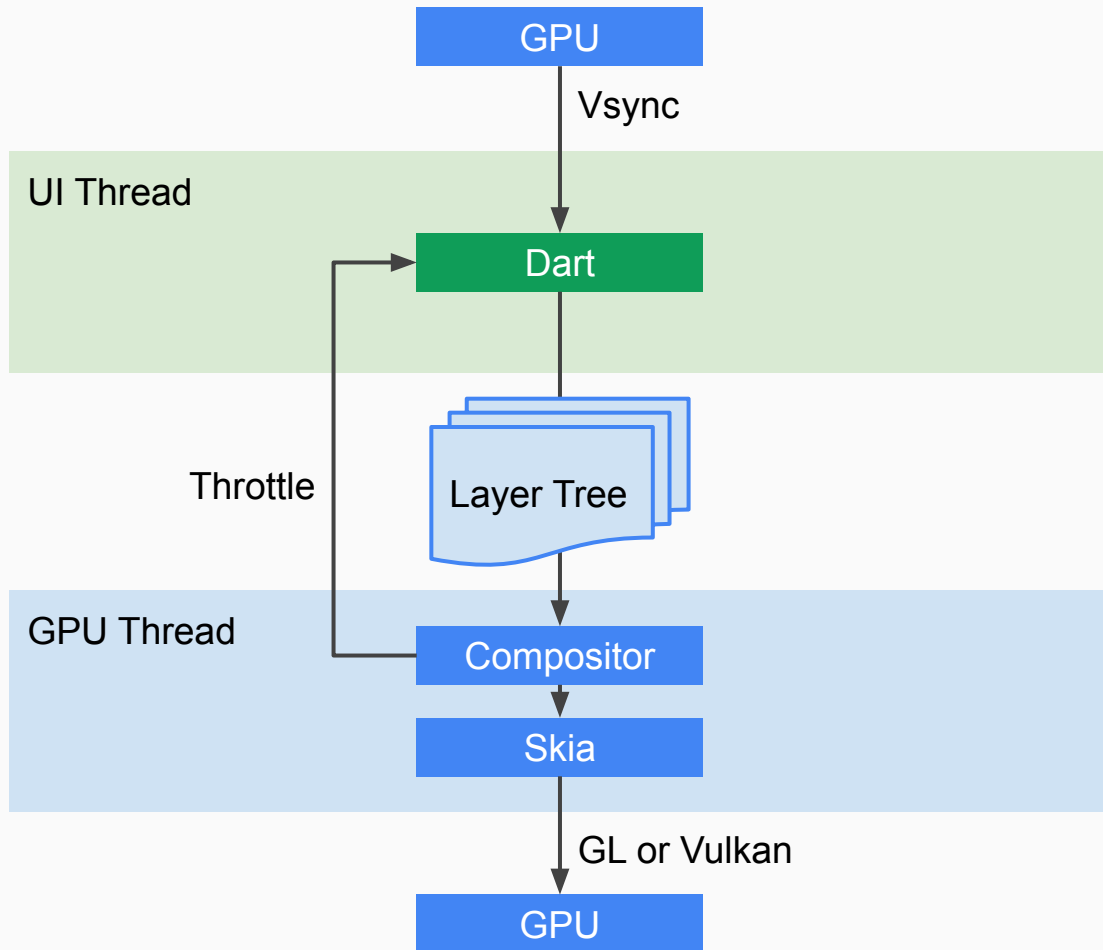 GPU
Vsync
UI Thread
Dart
Throttle
Layer Tree
GPU Thread
Compositor
Skia
GL or Vulkan
GPU